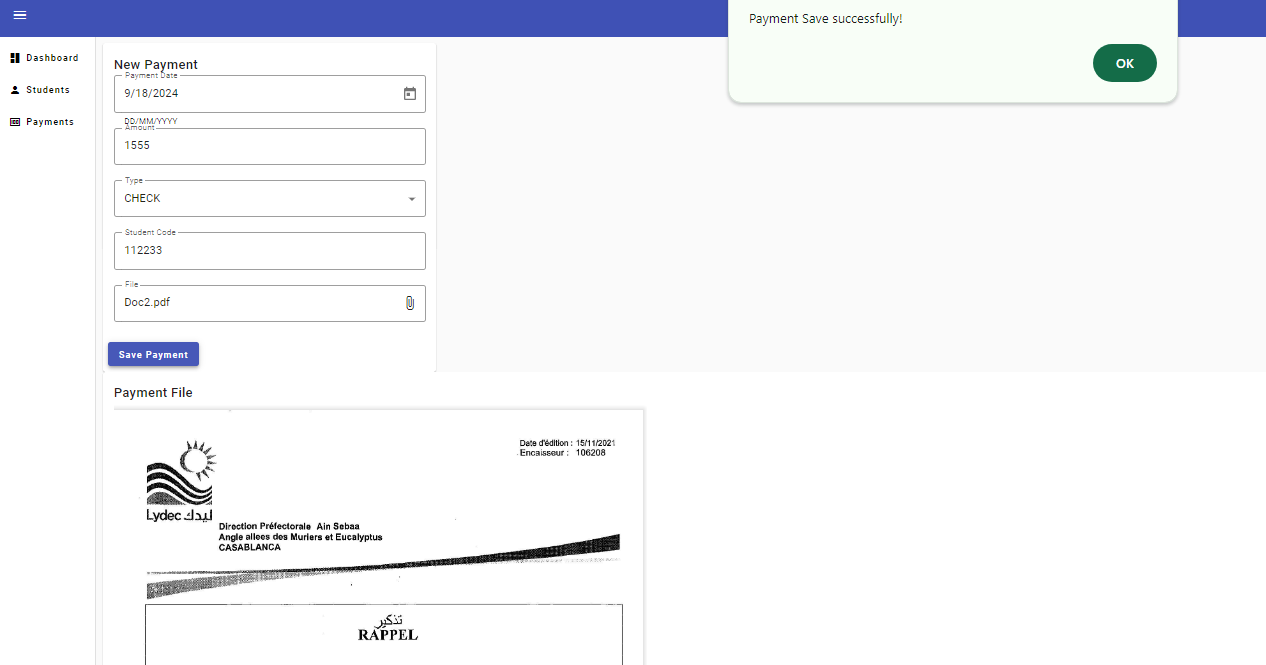 Payment Save successfully!
OK
Dashboard
Students
Payments
New Payment
Payment Date
9/18/2024
DD/MM/YYYY
Amount
1555
Type
CHECK
Student Code
112233
File
Doc2.pdf
Save Payment
Payment File
Date d'édition : 15/11/2021
Encaisseur : 106208
Lydec ليدك
Direction Préfectorale Ain Sebaa
Angle allees des Muriers et Eucalyptus
CASABLANCA
تذكير
RAPPEL